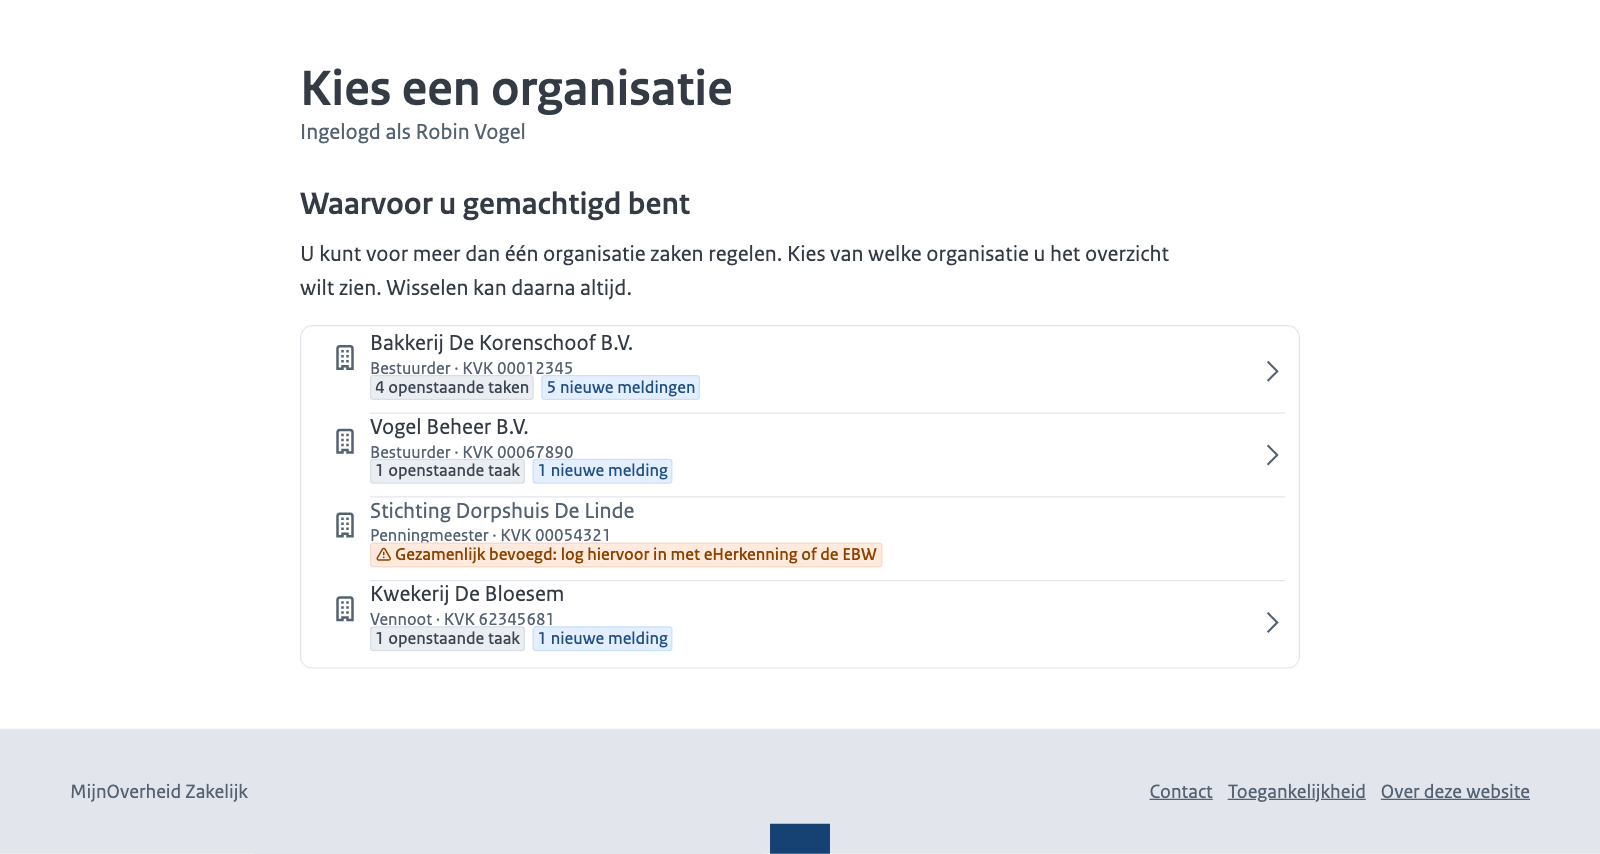 Kies een organisatie
Ingelogd als Robin Vogel
Waarvoor u gemachtigd bent
U kunt voor meer dan één organisatie zaken regelen. Kies van welke organisatie u het overzicht
wilt zien. Wisselen kan daarna altijd.
Bakkerij De Korenschoof B.V.
Bestuurder · KVK 00012345
4 openstaande taken 5 nieuwe meldingen
Vogel Beheer B.V.
Bestuurder · KVK 00067890
1 openstaande taak 1 nieuwe melding
Stichting Dorpshuis De Linde
Penningmeester · KVK 00054321
Gezamenlijk bevoegd: log hiervoor in met eHerkenning of de EBW
Kwekerij De Bloesem
Vennoot · KVK 62345681
1 openstaande taak 1 nieuwe melding
MijnOverheid Zakelijk
Contact Toegankelijkheid Over deze website